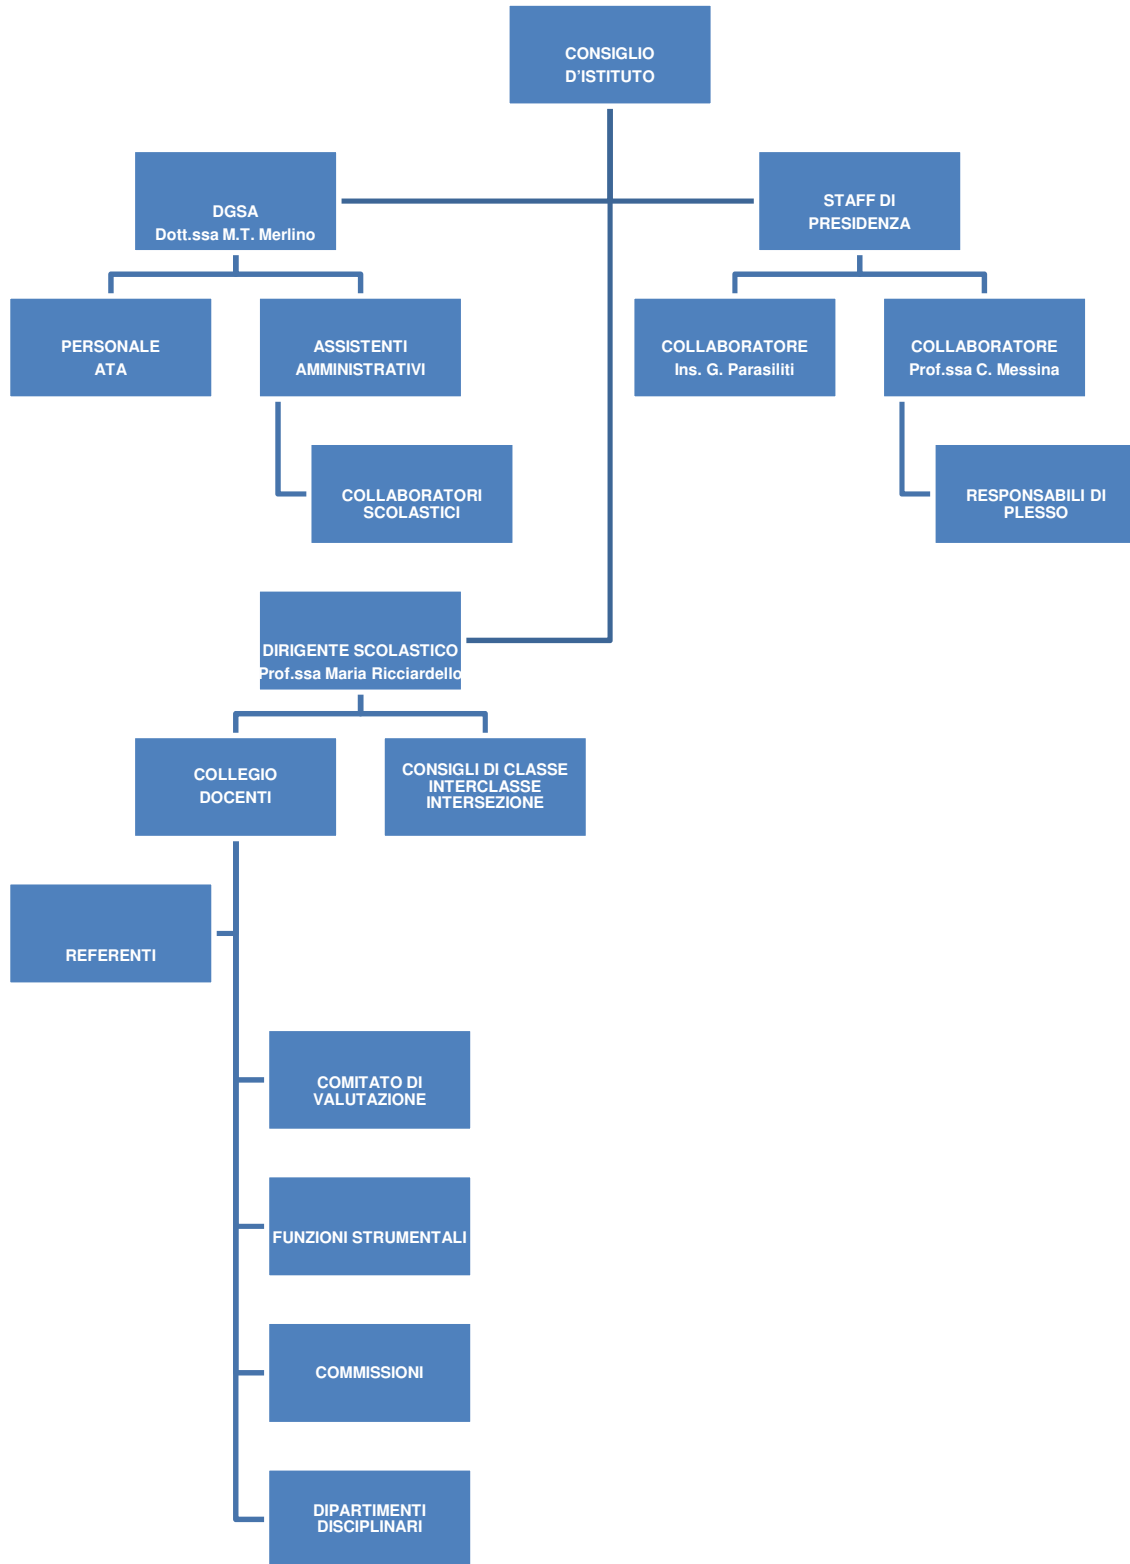 CONSIGLIO
D'ISTITUTO
DGSA
Dott.ssa M.T. Merlino
STAFF DI
PRESIDENZA
PERSONALE
ATA
ASSISTENTI
AMMINISTRATIVI
COLLABORATORE
Ins. G. Parasiliti
COLLABORATORE
Prof.ssa C. Messina
COLLABORATORI
SCOLASTICI
RESPONSABILI DI
PLESSO
DIRIGENTE SCOLASTICO
Prof.ssa Maria Ricciardello
COLLEGIO
DOCENTI
CONSIGLI DI CLASSE
INTERCLASSE
INTERSEZIONE
REFERENTI
COMITATO DI
VALUTAZIONE
FUNZIONI STRUMENTALI
COMMISSIONI
DIPARTIMENTI
DISCIPLINARI